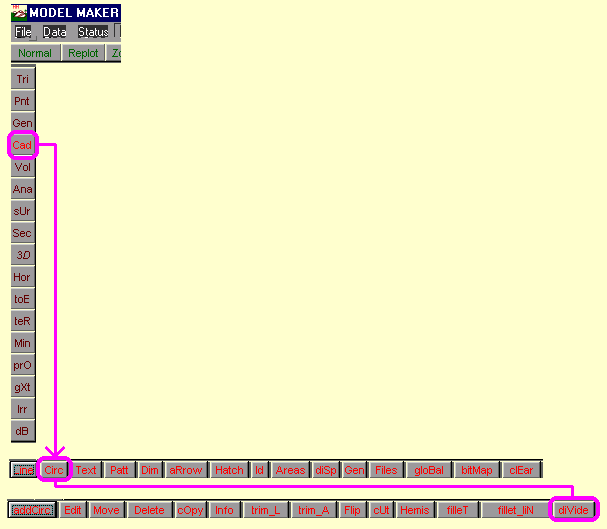 MODEL MAKER
File Data Status
Normal Replot
Tri
Pnt
Gen
Cad
Vol
Ana
sUr
Sec
3D
Hor
toE
teR
Min
prO
gXt
Irr
dB
Line Circ Text Patt Dim aRrow Hatch Id Areas dISp Gen Files gloBal bitMap clEar
addCirc Edit Move Delete cOpy Info trim_L trim_A Flip cUt Hemis filleT fillet_liN diVide